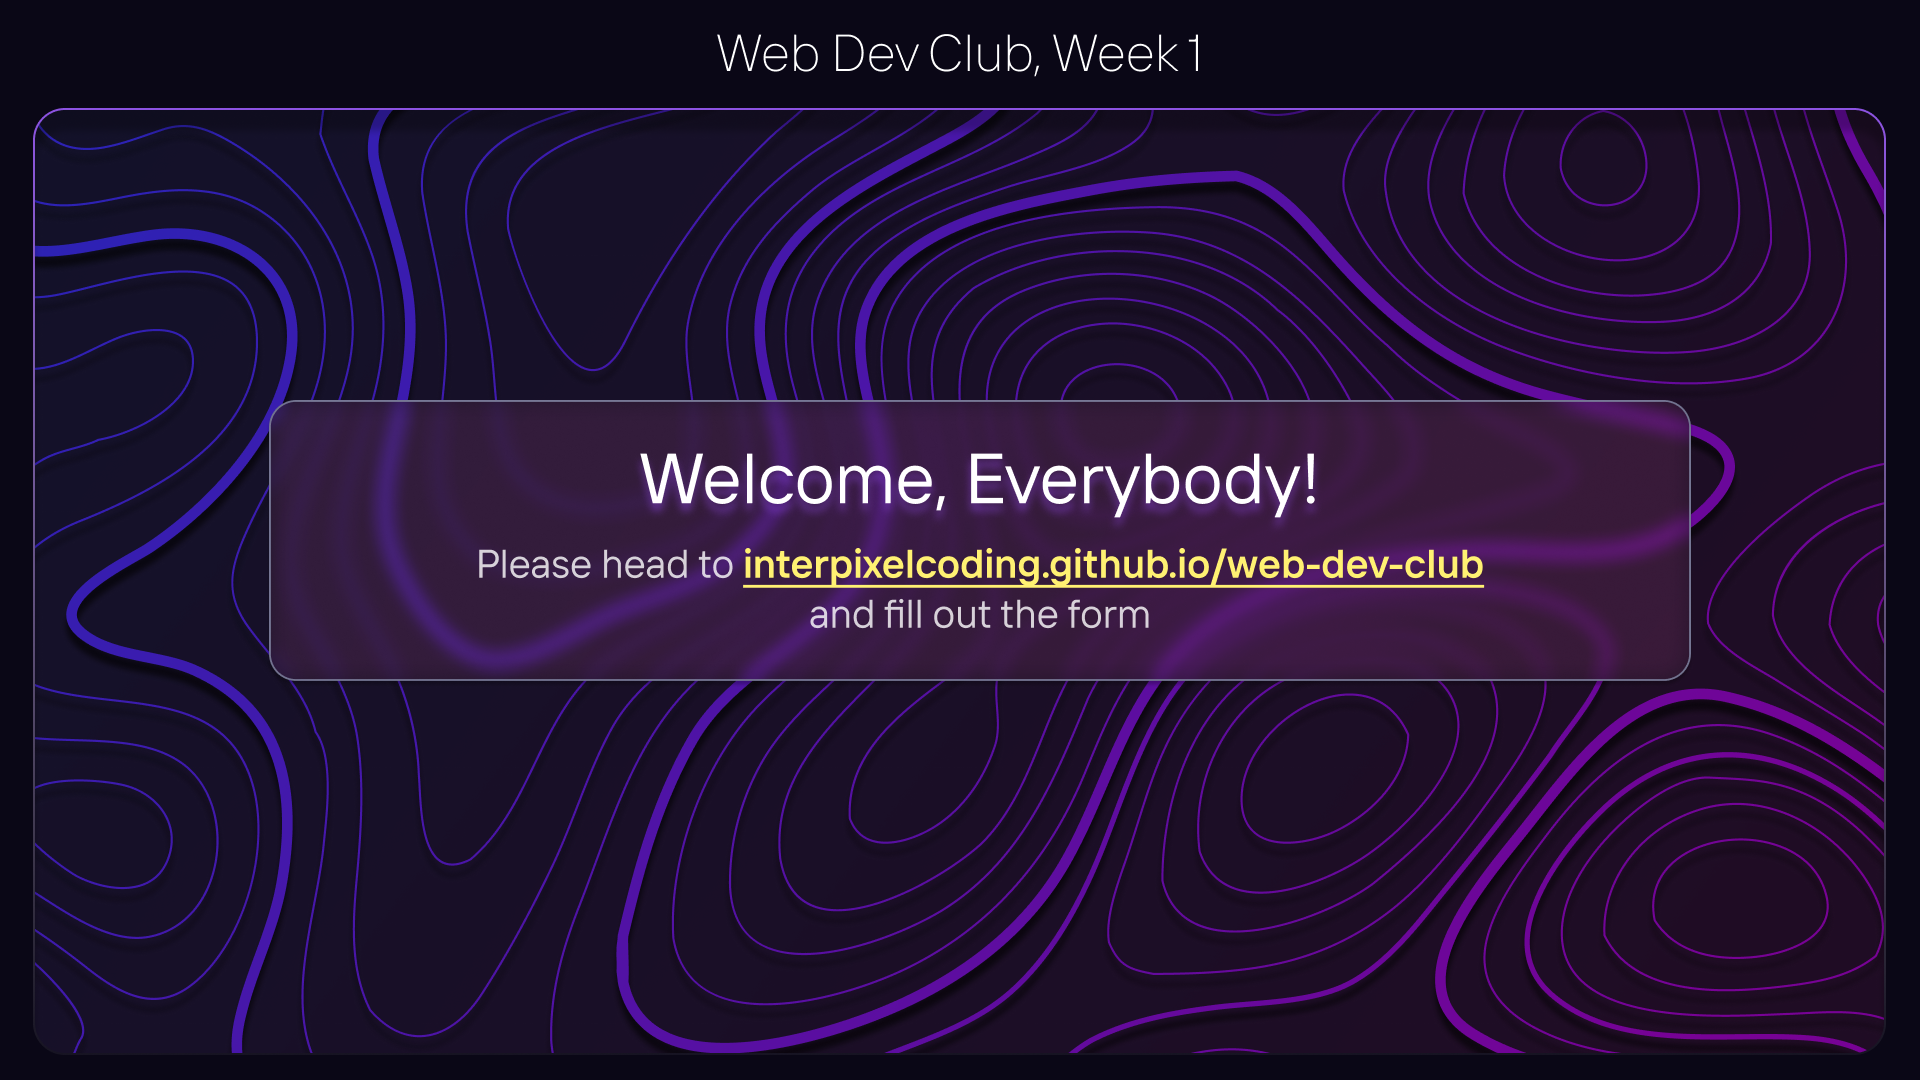 Web Dev Club, Week 1
Welcome, Everybody!
Please head to interpixelcoding.github.io/web-dev-club
and fill out the form